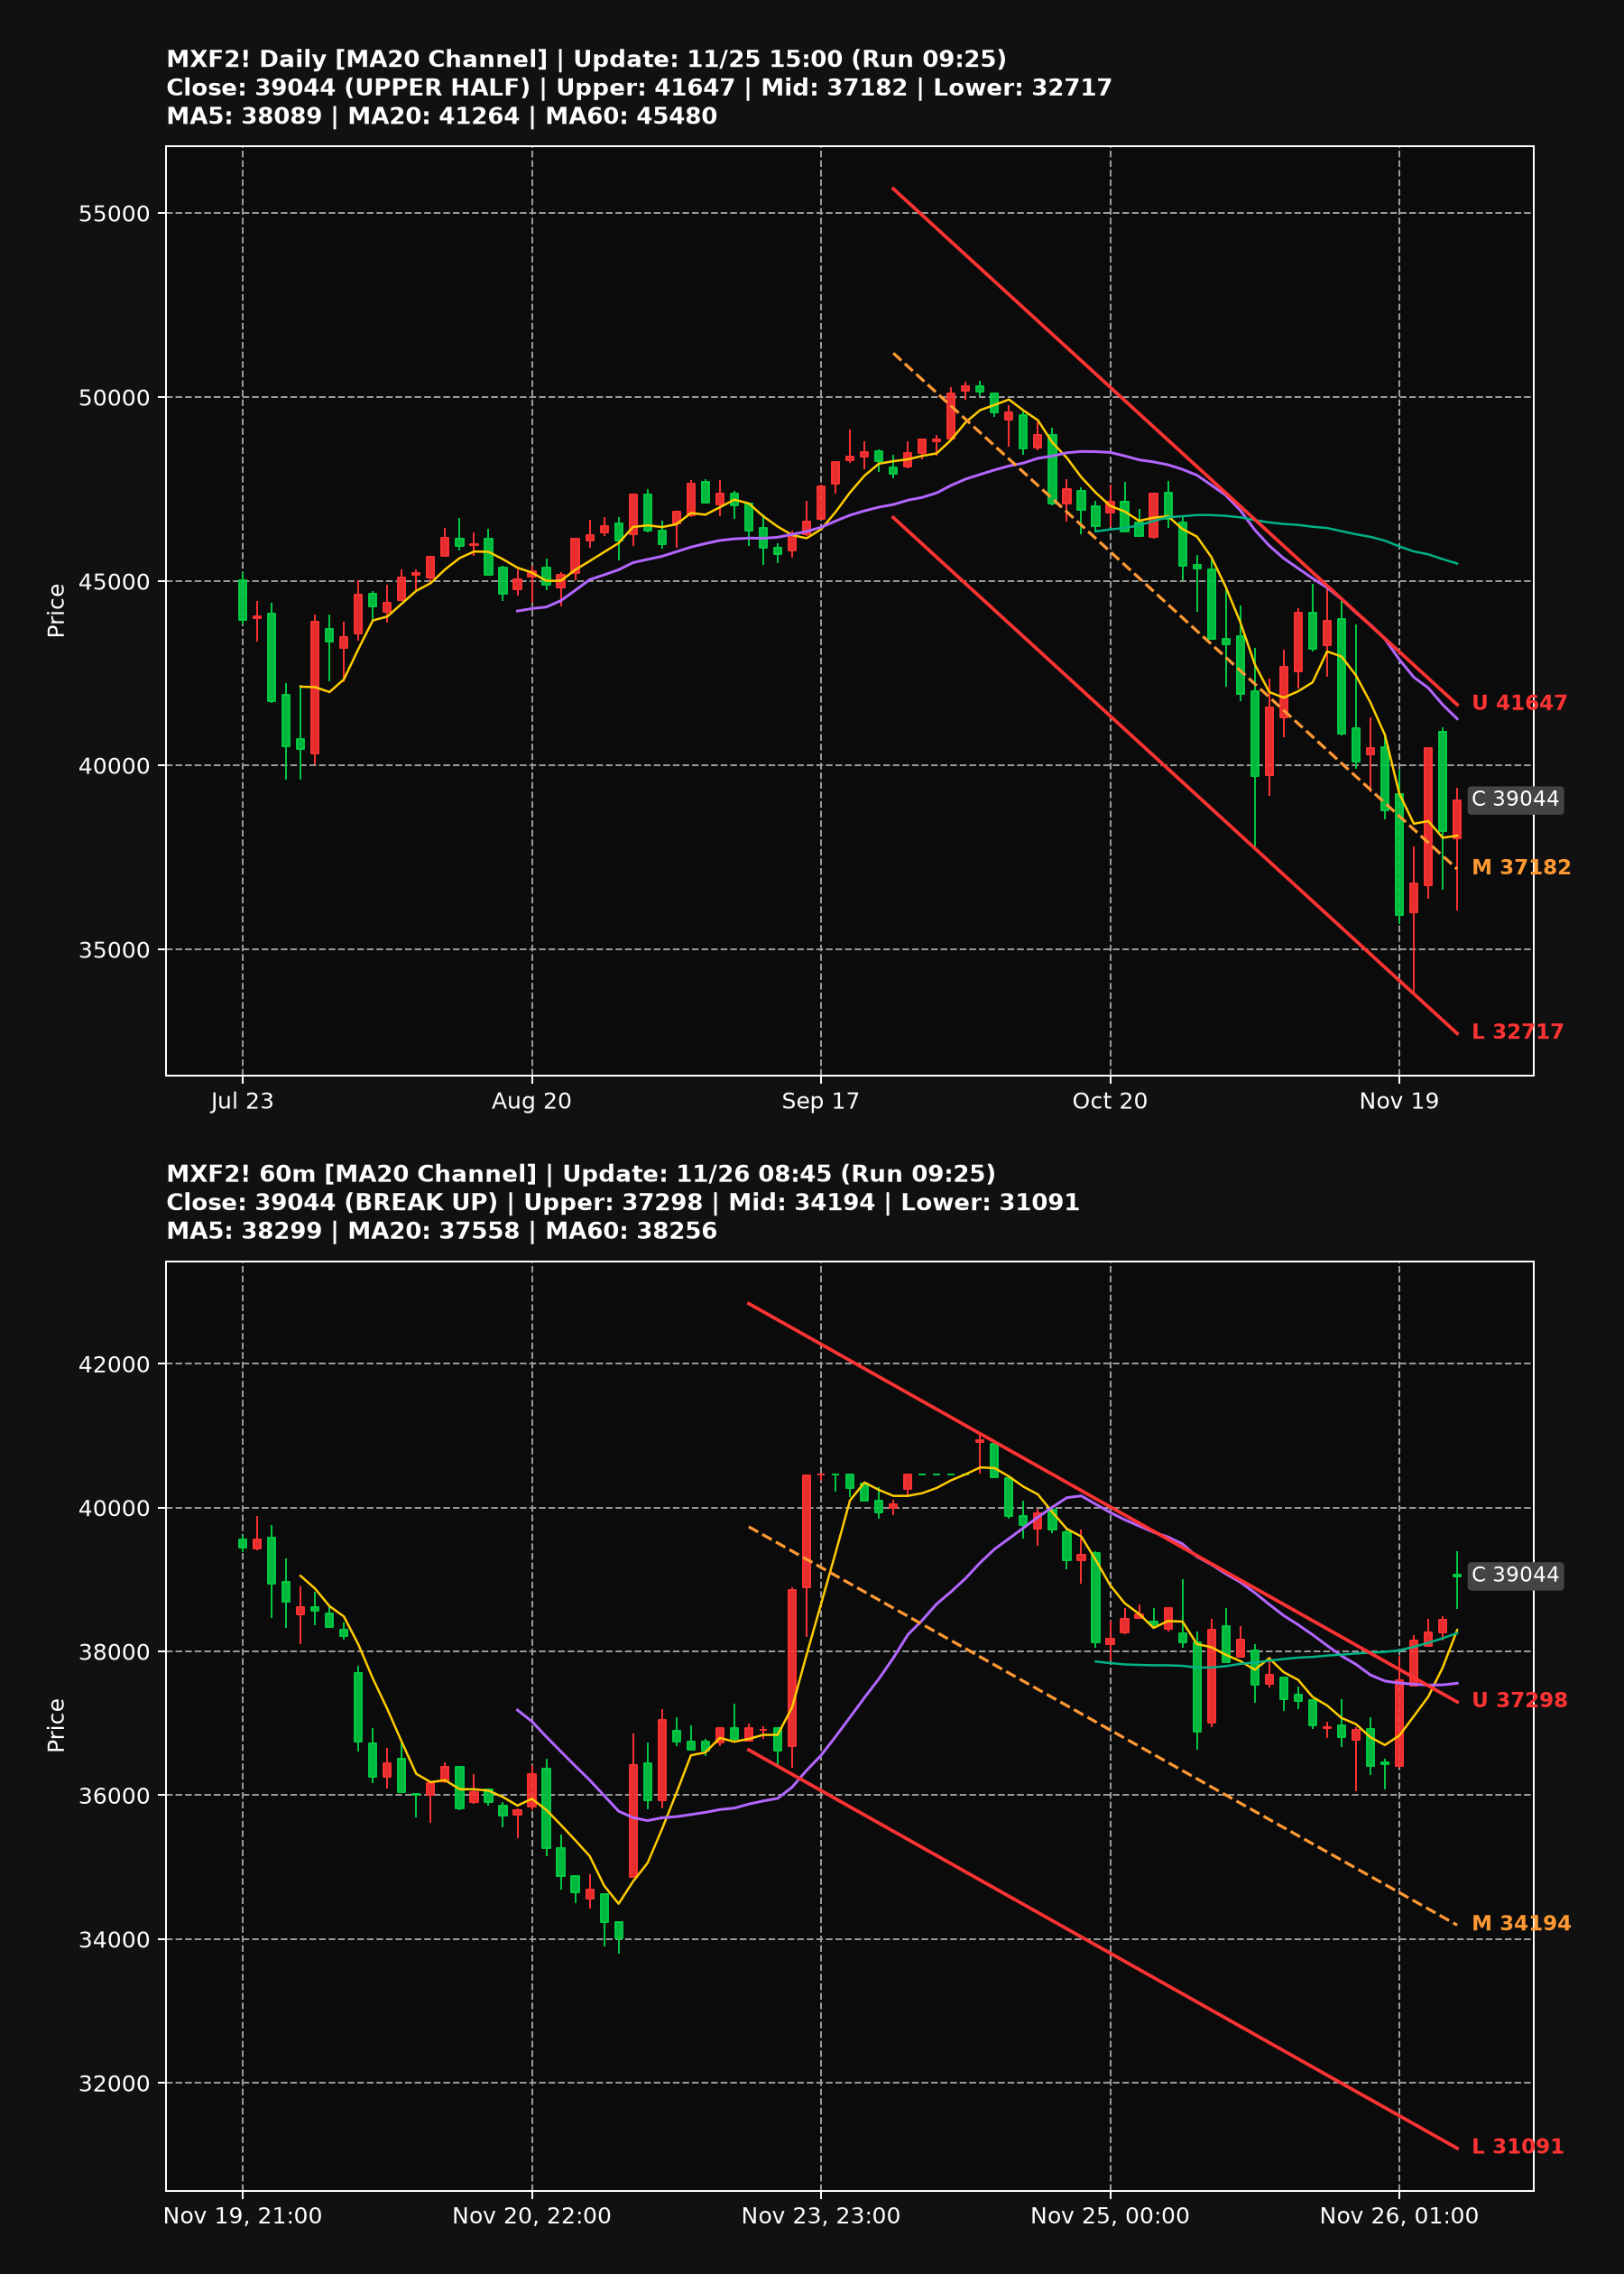 MXF2! Daily [MA20 Channel] | Update: 11/25 15:00 (Run 09:25)
Close: 39044 (UPPER HALF) | Upper: 41647 | Mid: 37182 | Lower: 32717
MA5: 38089 | MA20: 41264 | MA60: 45480
55000
50000
45000
40000
35000
Price
U 41647
C 39044
M 37182
L 32717
Jul 23
Aug 20
Sep 17
Oct 20
Nov 19
MXF2! 60m [MA20 Channel] | Update: 11/26 08:45 (Run 09:25)
Close: 39044 (BREAK UP) | Upper: 37298 | Mid: 34194 | Lower: 31091
MA5: 38299 | MA20: 37558 | MA60: 38256
42000
40000
38000
36000
34000
32000
Price
C 39044
U 37298
M 34194
L 31091
Nov 19, 21:00
Nov 20, 22:00
Nov 23, 23:00
Nov 25, 00:00
Nov 26, 01:00